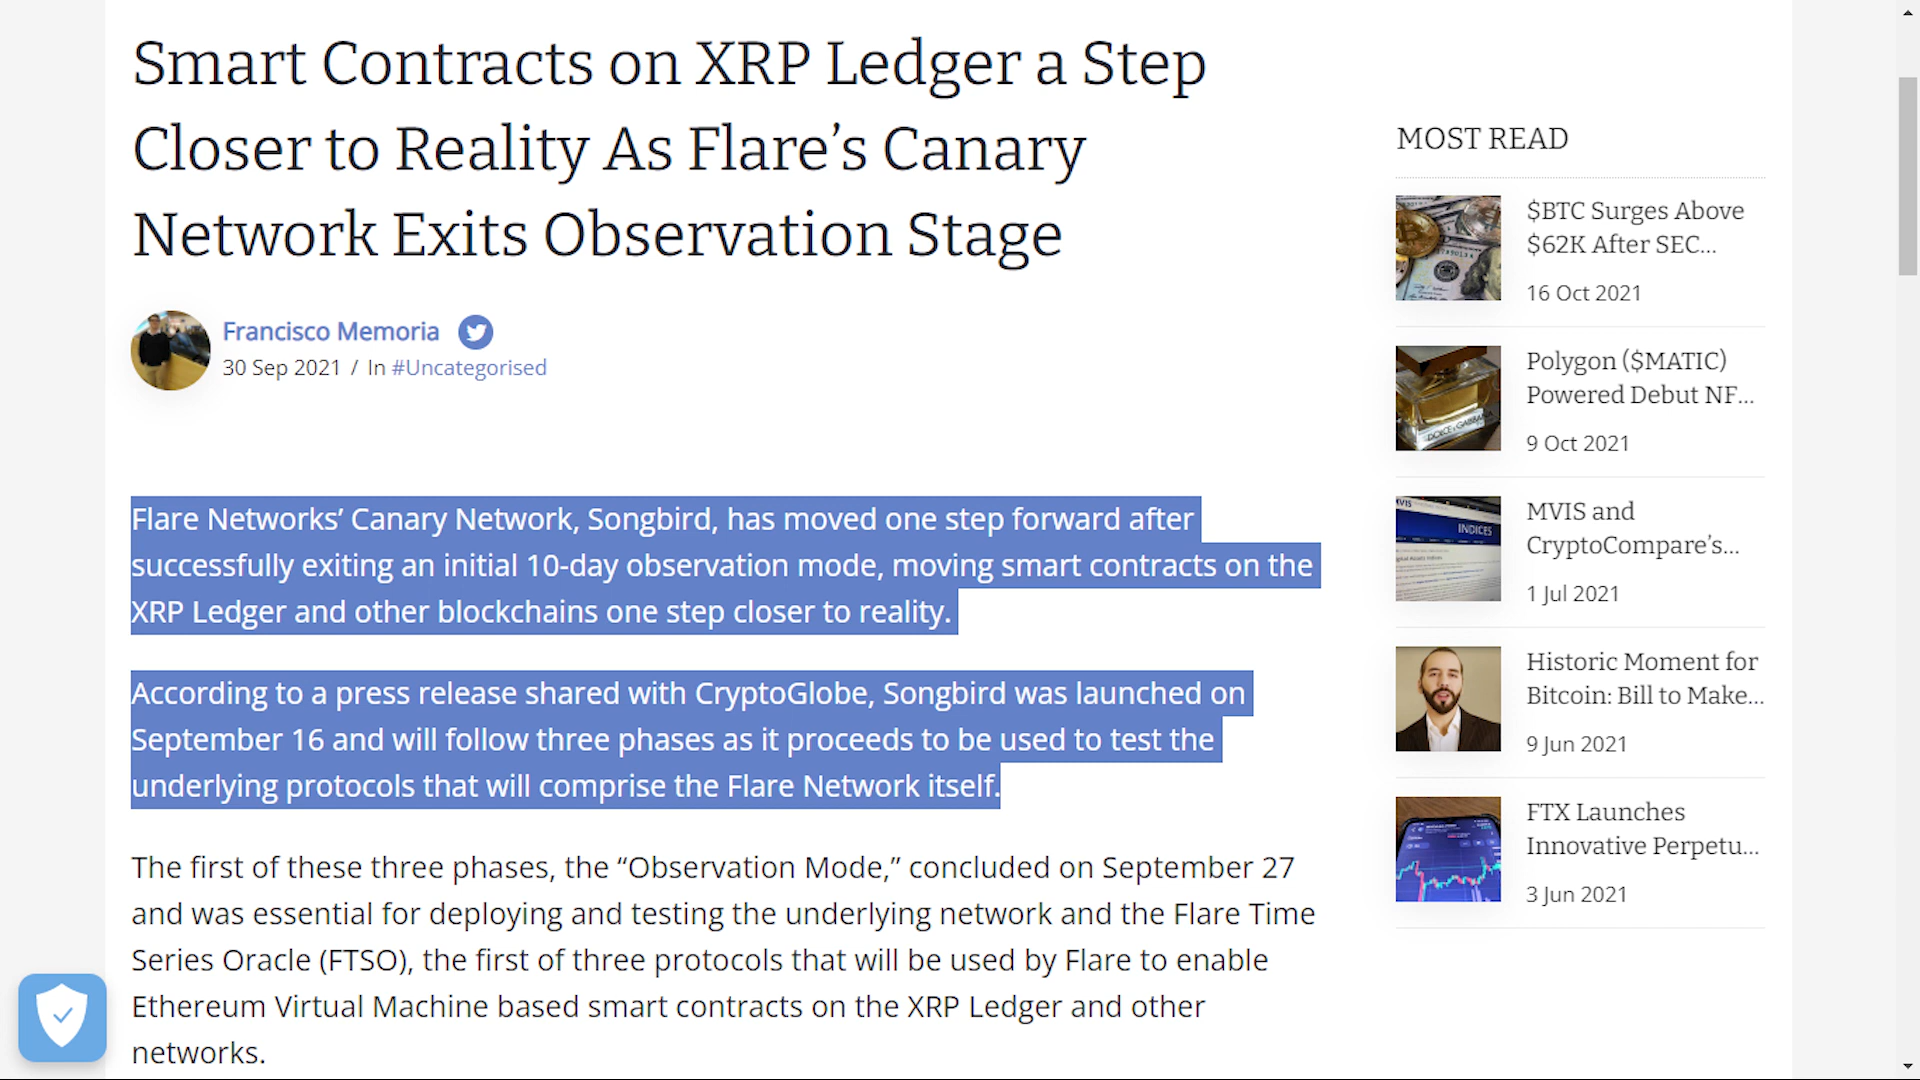 Smart Contracts on XRP Ledger a Step
Closer to Reality As Flare’s Canary
Network Exits Observation Stage
Francisco Memoria
30 Sep 2021 / In #Uncategorised
Flare Networks’ Canary Network, Songbird, has moved one step forward after
successfully exiting an initial 10-day observation mode, moving smart contracts on the
XRP Ledger and other blockchains one step closer to reality.
According to a press release shared with CryptoGlobe, Songbird was launched on
September 16 and will follow three phases as it proceeds to be used to test the
underlying protocols that will comprise the Flare Network itself.
The first of these three phases, the “Observation Mode,” concluded on September 27
and was essential for deploying and testing the underlying network and the Flare Time
Series Oracle (FTSO), the first of three protocols that will be used by Flare to enable
Ethereum Virtual Machine based smart contracts on the XRP Ledger and other
networks.
MOST READ
$BTC Surges Above
$62K After SEC...
16 Oct 2021
Polygon ($MATIC)
Powered Debut NF...
9 Oct 2021
DOLCE & GABBANA
MVIS and
CryptoCompare’s...
1 Jul 2021
INDICES
Historic Moment for
Bitcoin: Bill to Make...
9 Jun 2021
FTX Launches
Innovative Perpetu...
3 Jun 2021